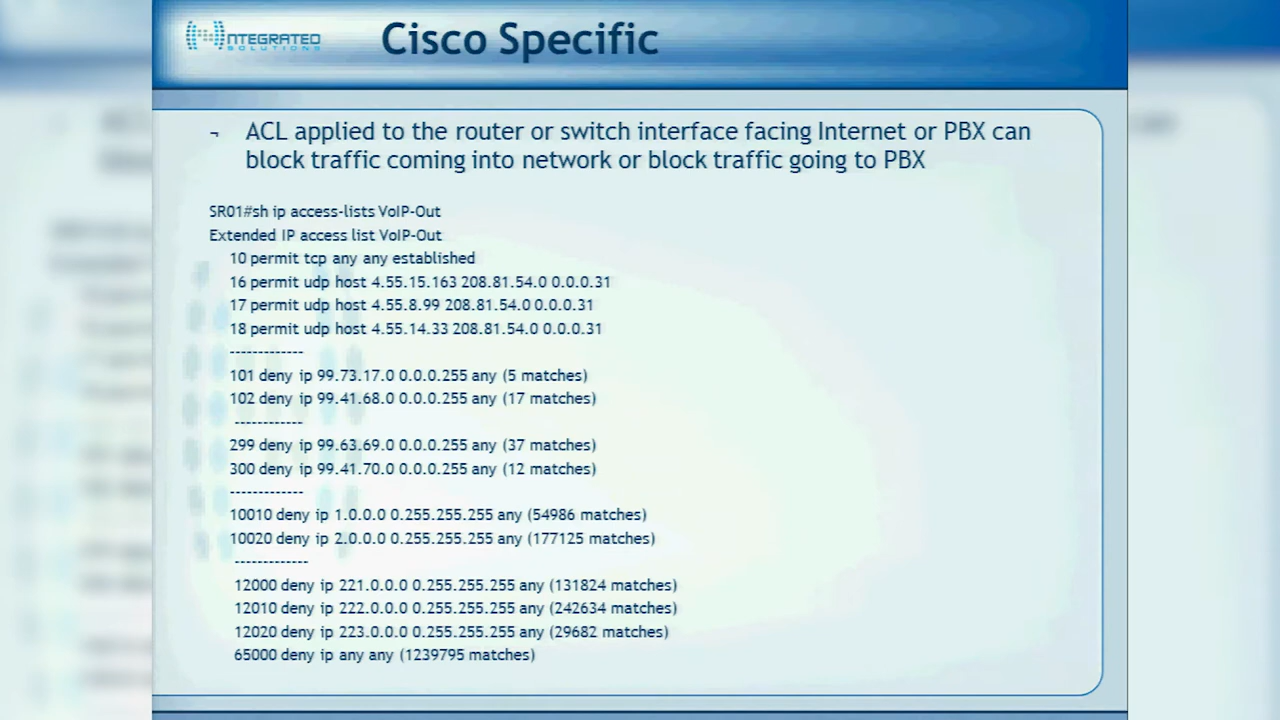 INTEGRATED
SOLUTIONS
Cisco Specific
¬ ACL applied to the router or switch interface facing Internet or PBX can
block traffic coming into network or block traffic going to PBX
SR01#sh ip access-lists VoIP-Out
Extended IP access list VoIP-Out
10 permit tcp any any established
16 permit udp host 4.55.15.163 208.81.54.0 0.0.0.31
17 permit udp host 4.55.8.99 208.81.54.0 0.0.0.31
18 permit udp host 4.55.14.33 208.81.54.0 0.0.0.31
-------------
101 deny ip 99.73.17.0 0.0.0.255 any (5 matches)
102 deny ip 99.41.68.0 0.0.0.255 any (17 matches)
------------
299 deny ip 99.63.69.0 0.0.0.255 any (37 matches)
300 deny ip 99.41.70.0 0.0.0.255 any (12 matches)
-------------
10010 deny ip 1.0.0.0 0.255.255.255 any (54986 matches)
10020 deny ip 2.0.0.0 0.255.255.255 any (177125 matches)
-------------
12000 deny ip 221.0.0.0 0.255.255.255 any (131824 matches)
12010 deny ip 222.0.0.0 0.255.255.255 any (242634 matches)
12020 deny ip 223.0.0.0 0.255.255.255 any (29682 matches)
65000 deny ip any any (1239795 matches)